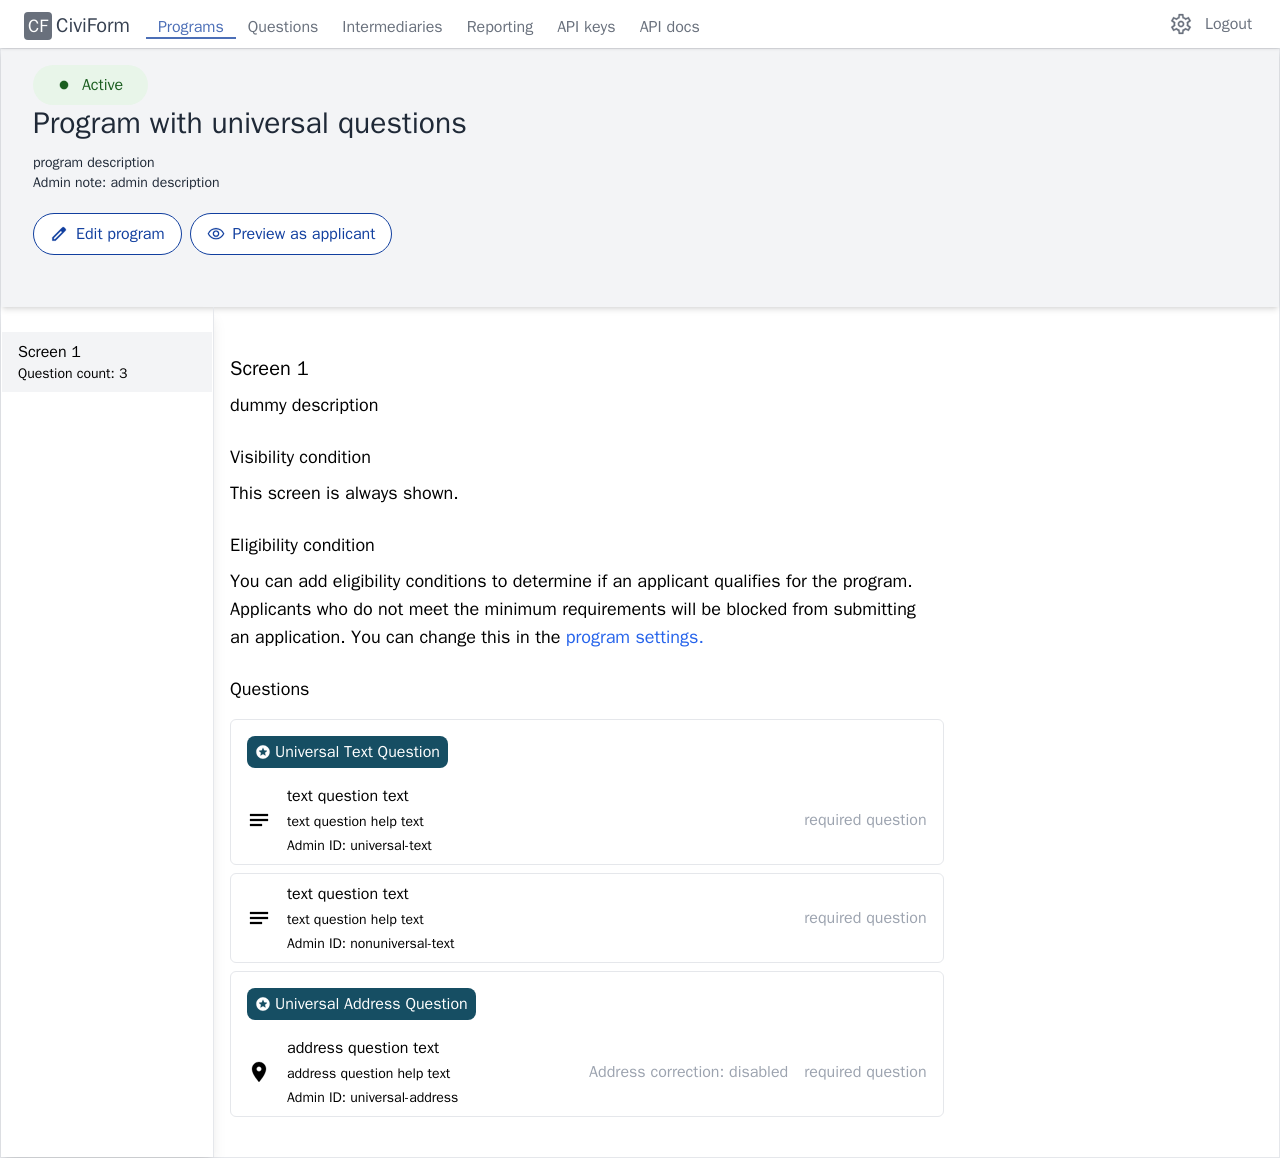 CF CiviForm Programs Questions Intermediaries Reporting API keys API docs Logout
Active
Program with universal questions
program description
Admin note: admin description
Edit program Preview as applicant
Screen 1
Question count: 3
Screen 1
dummy description
Visibility condition
This screen is always shown.
Eligibility condition
You can add eligibility conditions to determine if an applicant qualifies for the program.
Applicants who do not meet the minimum requirements will be blocked from submitting
an application. You can change this in the program settings.
Questions
Universal Text Question
text question text
text question help text
Admin ID: universal-text
required question
text question text
text question help text
Admin ID: nonuniversal-text
required question
Universal Address Question
address question text
address question help text
Admin ID: universal-address
Address correction: disabled required question